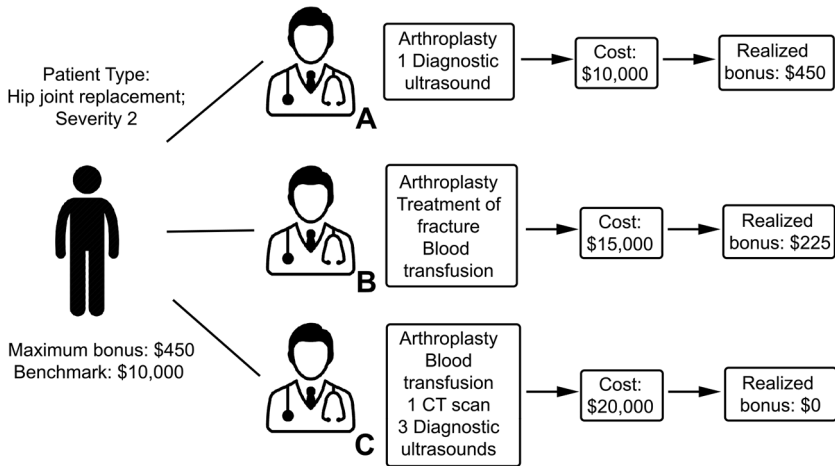 Patient Type:
Hip joint replacement;
Severity 2
Maximum bonus: $450
Benchmark: $10,000
A
Arthroplasty
1 Diagnostic
ultrasound
Cost:
$10,000
Realized
bonus: $450
B
Arthroplasty
Treatment of
fracture
Blood
transfusion
Cost:
$15,000
Realized
bonus: $225
C
Arthroplasty
Blood
transfusion
1 CT scan
3 Diagnostic
ultrasounds
Cost:
$20,000
Realized
bonus: $0